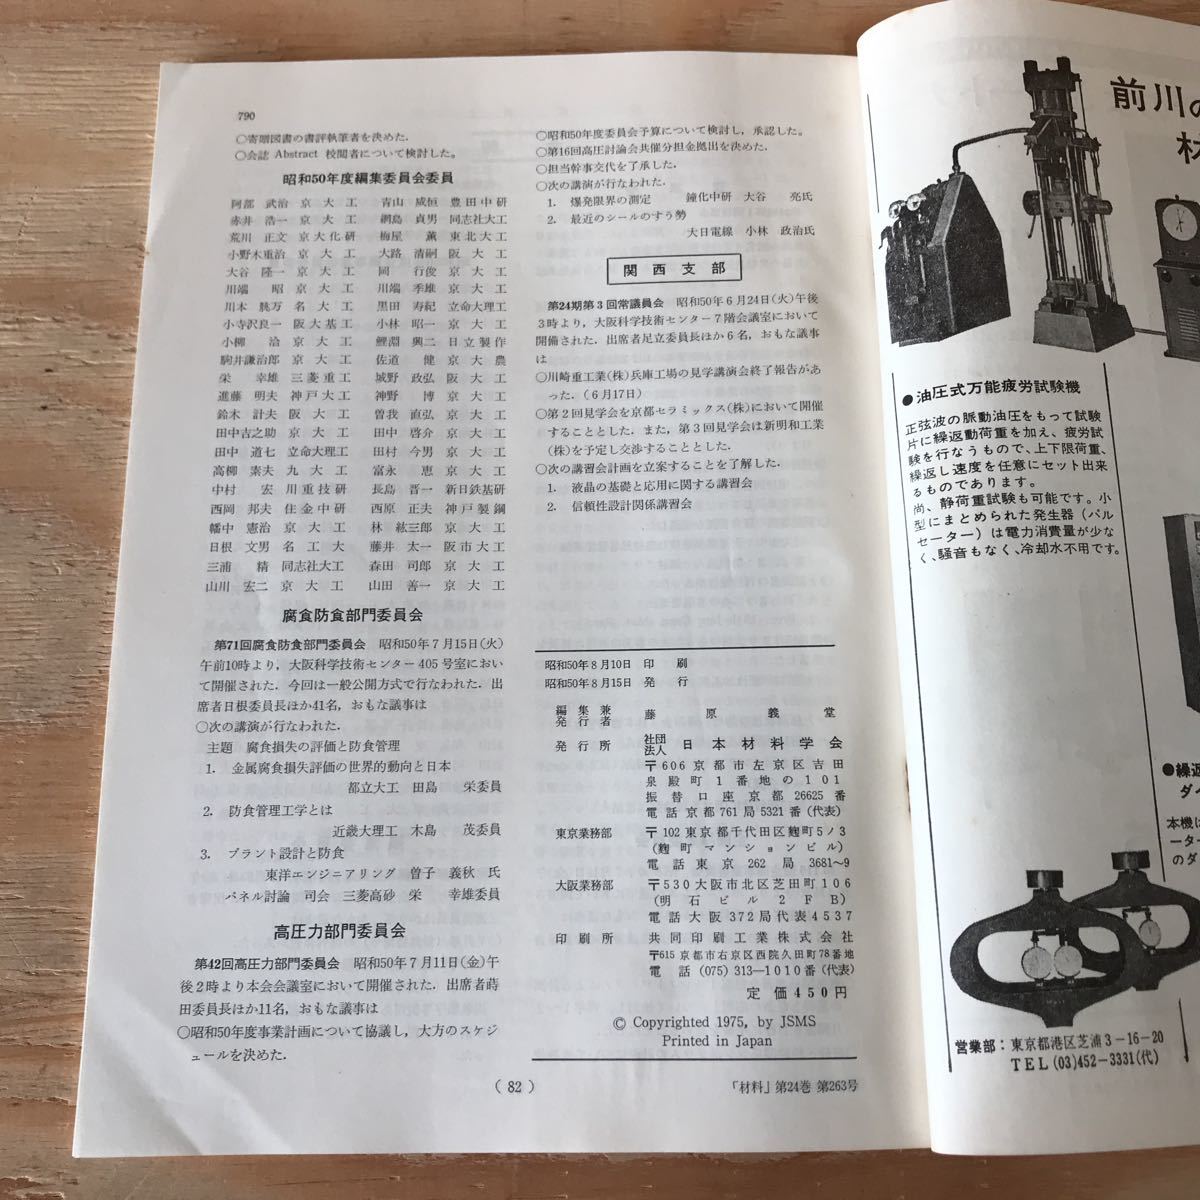 790
○寄贈図書の書評執筆者を決めた.
○会誌 Abstract 校閲者について検討した。
昭和50年度編集委員会委員
阿部 武治 京大工 青山 咸恒 豊田中研
赤井 浩一 京大工 網島 貞男 同志社大工
荒川 正文 京大化研 梅屋 薫 東北大工
小野木重治 京大工 大路 清嗣 阪大工
大谷 隆一 京大工 岡 行俊 京大工
川端 昭 京大工 川端 季雄 京大工
川本 朓万 名大工 黒田 寿紀 立命大理工
小寺沢良一 阪大基工 小林 昭一 京大工
小柳 洽 京大工 鯉淵 興二 日立製作
駒井謙治郎 京大工 佐道 健 京大農
栄 幸雄 三菱重工 城野 政弘 阪大工
進藤 明夫 神戸大工 神野 博 京大工
鈴木 計夫 阪大工 曽我 直弘 京大工
田中吉之助 京大工 田中 啓介 京大工
田中 道七 立命大理工 田村 今男 京大工
高柳 素夫 九大工 富永 恵 京大工
中村 宏 川重技研 長島 晋一 新日鉄基研
西岡 邦夫 住金中研 西原 正夫 神戸製鋼
幡中 憲治 京大工 林 紘三郎 京大工
日根 文男 名工大 藤井 太一 阪市大工
三浦 精 同志社大工 森田 司郎 京大工
山川 宏二 京大工 山田 善一 京大工
腐食防食部門委員会
第71回腐食防食部門委員会 昭和50年7月15日(火)
午前10時より, 大阪科学技術センター405号室におい
て開催された. 今回は一般公開方式で行なわれた. 出
席者日根委員長ほか41名, おもな議事は
○次の講演が行なわれた.
主題 腐食損失の評価と防食管理
1. 金属腐食損失評価の世界的動向と日本
都立大工 田島 栄委員
2. 防食管理工学とは
近畿大理工 木島 茂委員
3. プラント設計と防食
東洋エンジニアリング 曽子 義秋 氏
パネル討論 司会 三菱高砂 栄 幸雄委員
高圧力部門委員会
第42回高圧力部門委員会 昭和50年7月11日(金)午
後2時より本会会議室において開催された. 出席者蒔
田委員長ほか11名, おもな議事は
○昭和50年度事業計画について協議し, 大方のスケジ
ュールを決めた.
○昭和50年度委員会予算について検討し, 承認した。
○第16回高圧討論会共催分担金拠出を決めた.
○担当幹事交代を了承した.
○次の講演が行なわれた.
1. 爆発限界の測定 鐘化中研 大谷 亮氏
2. 最近のシールのすう勢
大日電線 小林 政治氏
関西支部
第24期第3回常議員会 昭和50年6月24日(火)午後
3時より, 大阪科学技術センター7階会議室において
開催された. 出席者足立委員長ほか6名, おもな議事
は
○川崎重工業(株)兵庫工場の見学講演会終了報告があ
った. (6月17日)
○第2回見学会を京都セラミックス(株)において開催
することとした. また, 第3回見学会は新明和工業
(株)を予定し交渉することとした.
○次の講習会計画を立案することを了解した.
1. 液晶の基礎と応用に関する講習会
2. 信頼性設計関係講習会
昭和50年8月10日 印刷
昭和50年8月15日 発行
編集兼
発行者 藤原義堂
発行所 社団法人 日本材料学会
〒606 京都市左京区吉田
泉殿町1番地の101
振替口座京都 26625番
電話 京都 761局5321番 (代表)
東京業務部 〒102 東京都千代田区麹町5ノ3
(麹町マンションビル)
電話 東京 262局 3681~9
大阪業務部 〒530 大阪市北区芝田町106
(明石ビル2FB)
電話 大阪 372局代表4537
印刷所 共同印刷工業株式会社
〒615 京都市右京区西院久田町78番地
電話 (075) 313-1010番 (代表)
定価450円
© Copyrighted 1975, by JSMS
Printed in Japan
( 82 )
「材料」第24巻 第263号
前川の
材
●油圧式万能疲労試験機
正弦波の脈動油圧をもって試験
片に繰返動荷重を加え、疲労試
験を行なうもので、上下限荷重、
繰返し速度を任意にセット出来
るものであります。
尚、静荷重試験も可能です。小
型にまとめられた発生器(パル
セーター)は電力消費量が少な
く、騒音もなく、冷却水不用です。
●繰返
ダイ
本機は
ーター
のダ
営業部：東京都港区芝浦3-16-20
TEL (03)452-3331(代)